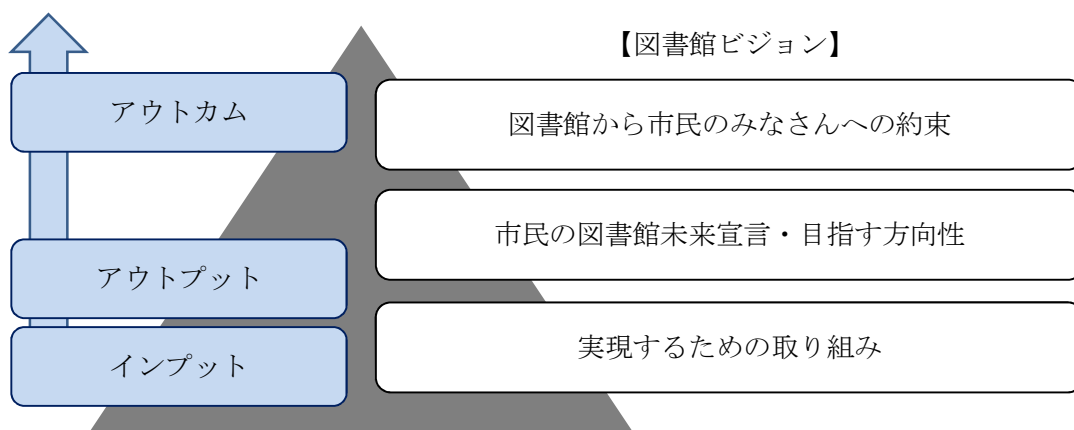 【図書館ビジョン】
アウトカム
図書館から市民のみなさんへの約束
市民の図書館未来宣言・目指す方向性
アウトプット
インプット
実現するための取り組み